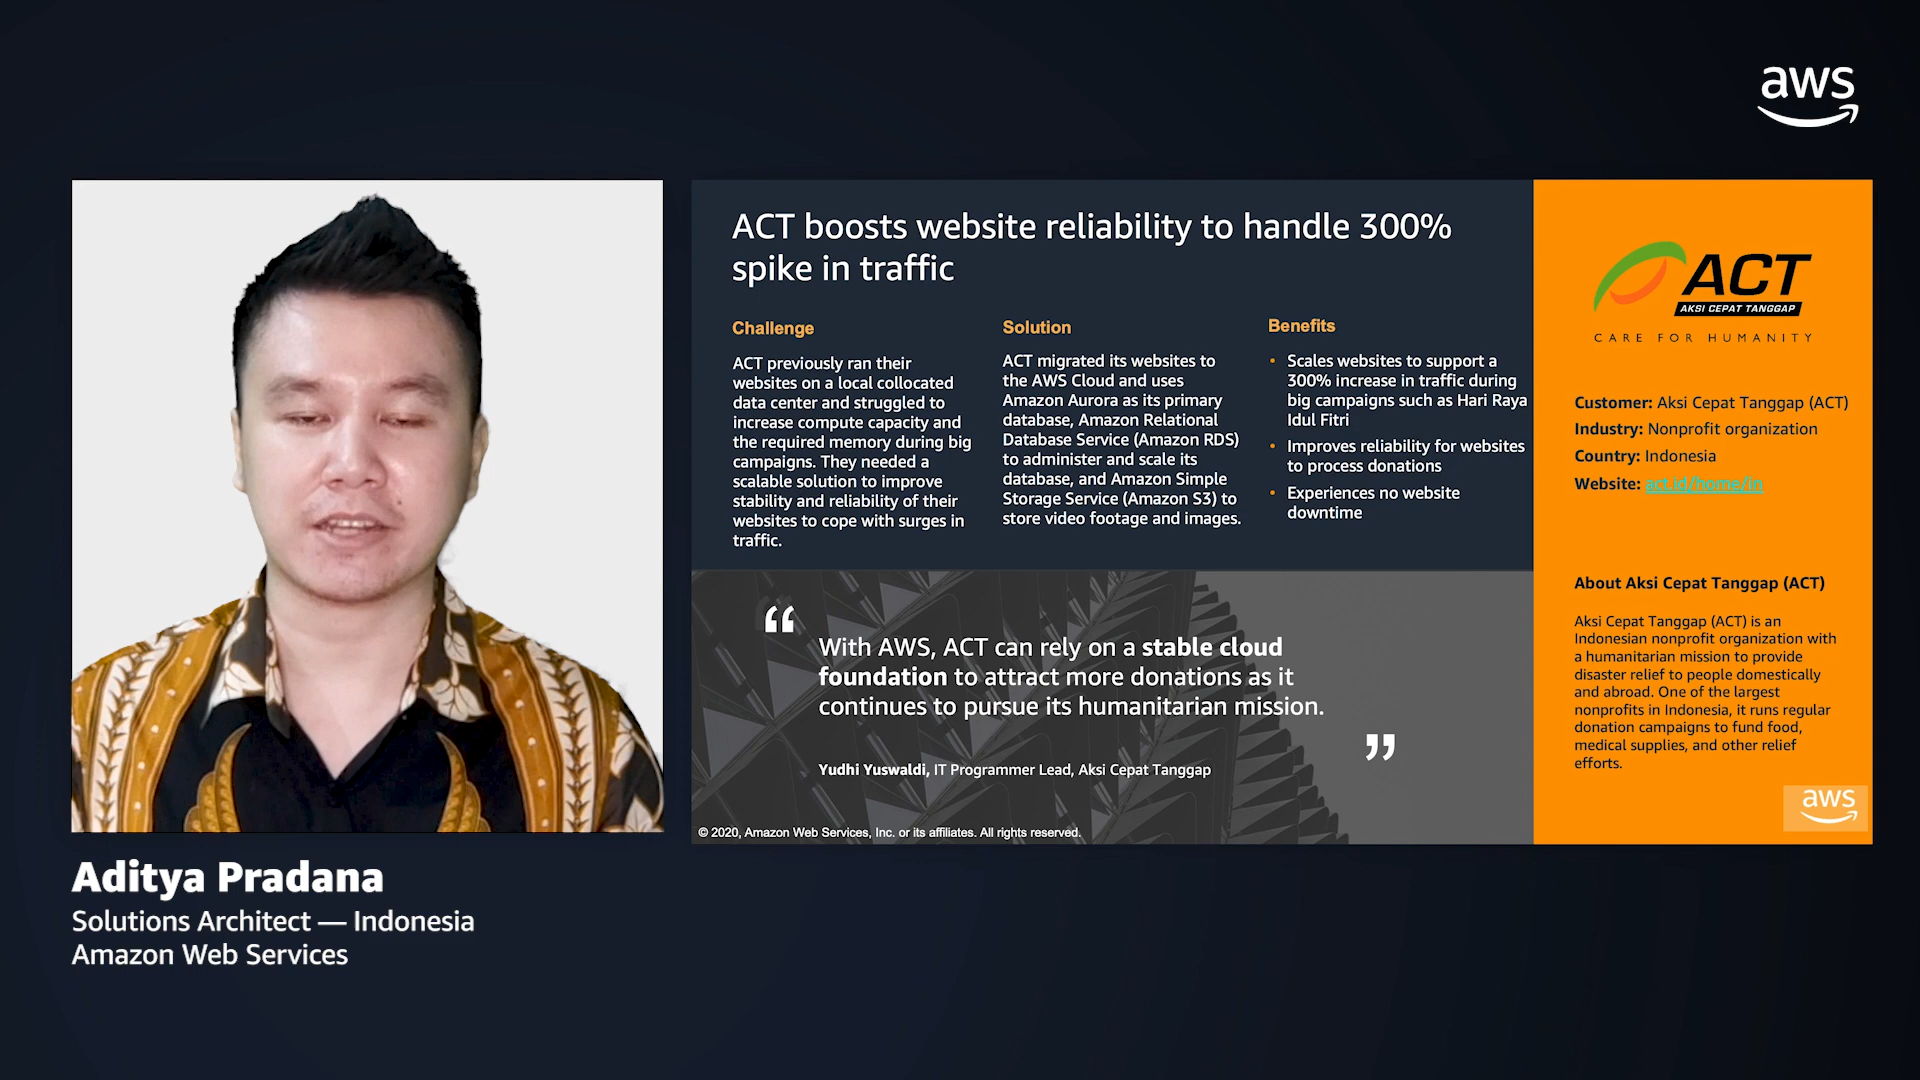 aws
ACT boosts website reliability to handle 300%
spike in traffic
Challenge
ACT previously ran their
websites on a local collocated
data center and struggled to
increase compute capacity and
the required memory during big
campaigns. They needed a
scalable solution to improve
stability and reliability of their
websites to cope with surges in
traffic.
Solution
ACT migrated its websites to
the AWS Cloud and uses
Amazon Aurora as its primary
database, Amazon Relational
Database Service (Amazon RDS)
to administer and scale its
database, and Amazon Simple
Storage Service (Amazon S3) to
store video footage and images.
Benefits
• Scales websites to support a
300% increase in traffic during
big campaigns such as Hari Raya
Idul Fitri
• Improves reliability for websites
to process donations
• Experiences no website
downtime
“
With AWS, ACT can rely on a stable cloud
foundation to attract more donations as it
continues to pursue its humanitarian mission.
”
Yudhi Yuswaldi, IT Programmer Lead, Aksi Cepat Tanggap
© 2020, Amazon Web Services, Inc. or its affiliates. All rights reserved.
ACT
AKSI CEPAT TANGGAP
CARE FOR HUMANITY
Customer: Aksi Cepat Tanggap (ACT)
Industry: Nonprofit organization
Country: Indonesia
Website: act.id/home/in
About Aksi Cepat Tanggap (ACT)
Aksi Cepat Tanggap (ACT) is an
Indonesian nonprofit organization with
a humanitarian mission to provide
disaster relief to people domestically
and abroad. One of the largest
nonprofits in Indonesia, it runs regular
donation campaigns to fund food,
medical supplies, and other relief
efforts.
aws
Aditya Pradana
Solutions Architect — Indonesia
Amazon Web Services